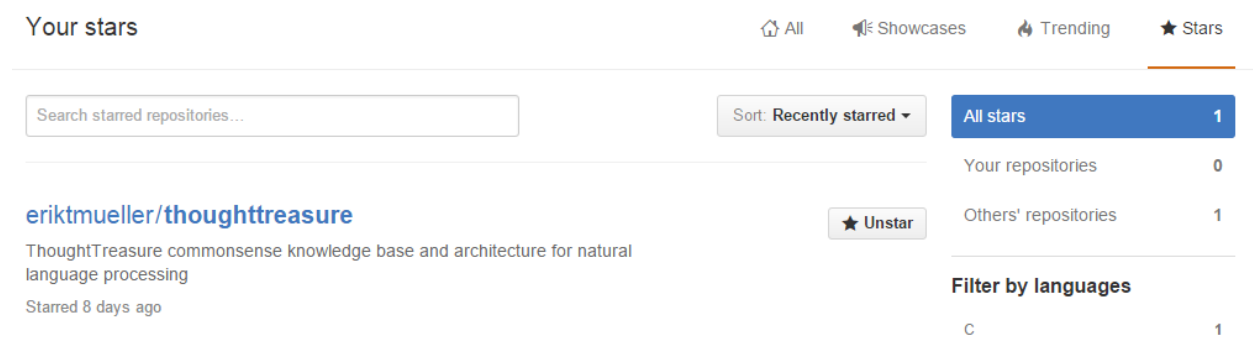 Your stars
All
Showcases
Trending
Stars
Search starred repositories...
Sort: Recently starred
All stars 1
Your repositories 0
Others' repositories 1
eriktmueller/thoughttreasure
Unstar
ThoughtTreasure commonsense knowledge base and architecture for natural
language processing
Starred 8 days ago
Filter by languages
C 1